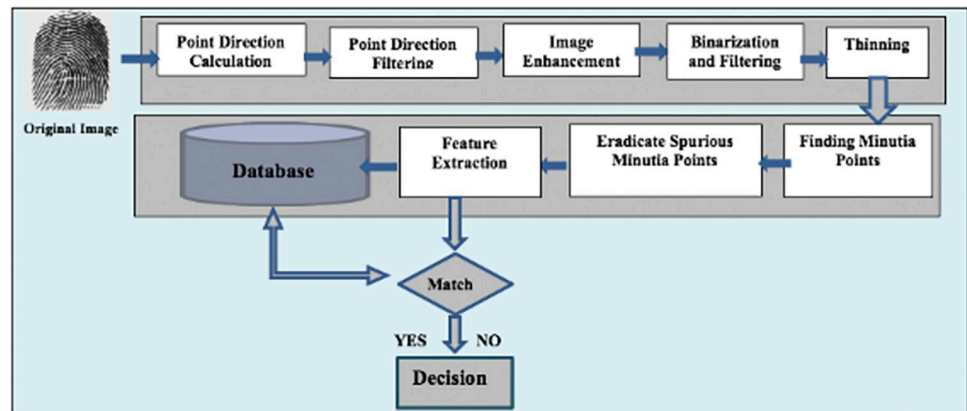 Original Image
Point Direction
Calculation
Point Direction
Filtering
Image
Enhancement
Binarization
and Filtering
Thinning
Finding Minutia
Points
Eradicate Spurious
Minutia Points
Feature
Extraction
Database
Match
YES NO
Decision